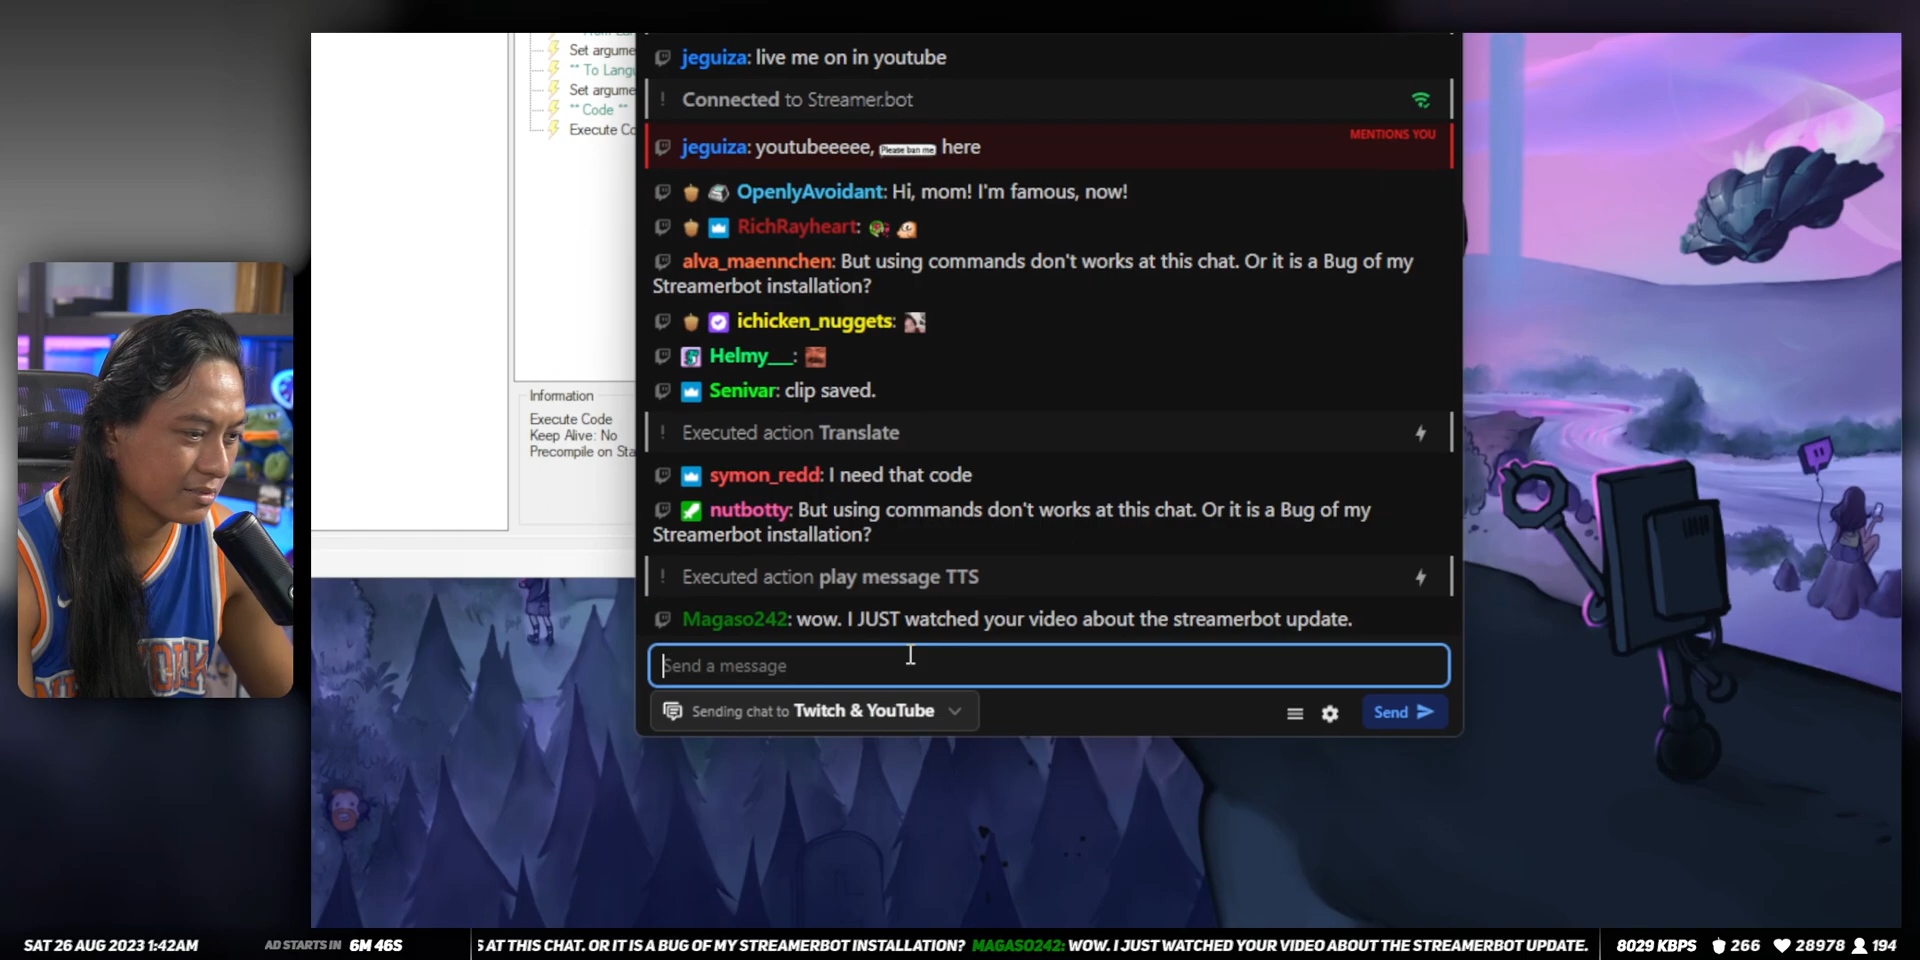 Set argume
** To Langu
Set argume
** Code **
Execute Co
Information
Execute Code
Keep Alive: No
Precompile on Sta
jeguiza: live me on in youtube
! Connected to Streamer.bot
MENTIONS YOU
jeguiza: youtubeeeee, Please ban me here
OpenlyAvoidant: Hi, mom! I'm famous, now!
RichRayheart:
alva_maennchen: But using commands don't works at this chat. Or it is a Bug of my
Streamerbot installation?
ichicken_nuggets:
Helmy___:
Senivar: clip saved.
! Executed action Translate
symon_redd: I need that code
nutbotty: But using commands don't works at this chat. Or it is a Bug of my
Streamerbot installation?
! Executed action play message TTS
Magaso242: wow. I JUST watched your video about the streamerbot update.
Send a message
Sending chat to Twitch & YouTube
Send
SAT 26 AUG 2023 1:42AM
AD STARTS IN 6M 46S
S AT THIS CHAT. OR IT IS A BUG OF MY STREAMERBOT INSTALLATION? MAGASO242: WOW. I JUST WATCHED YOUR VIDEO ABOUT THE STREAMERBOT UPDATE.
8029 KBPS 266 28978 194